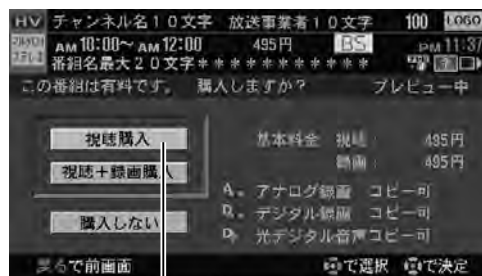 HV チャンネル名10文字 放送事業者10文字 100 LOGO
AM 10:00~ AM 12:00 495円 BS PM 11:37
番組名最大20文字＊＊＊＊＊＊＊＊＊＊
この番組は有料です。 購入しますか？ プレビュー中
視聴購入 基本料金 視聴： 495円
視聴＋録画購入 録画： 495円
A。アナログ録画 コピー可
購入しない D。デジタル録画 コピー可
D。光デジタル音声コピー可
戻るで前画面 で選択 で決定